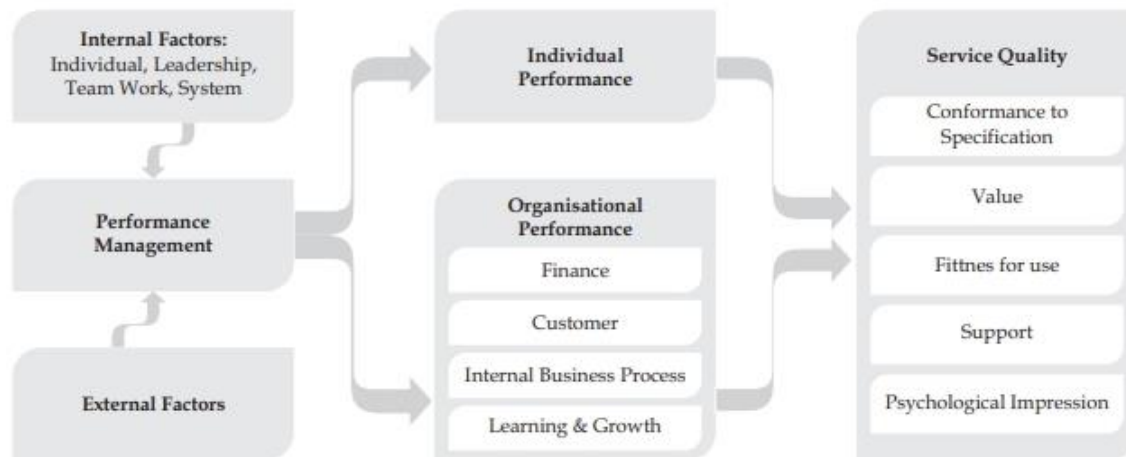 Internal Factors:
Individual, Leadership,
Team Work, System
Performance
Management
External Factors
Individual
Performance
Organisational
Performance
Finance
Customer
Internal Business Process
Learning & Growth
Service Quality
Conformance to
Specification
Value
Fittnes for use
Support
Psychological Impression